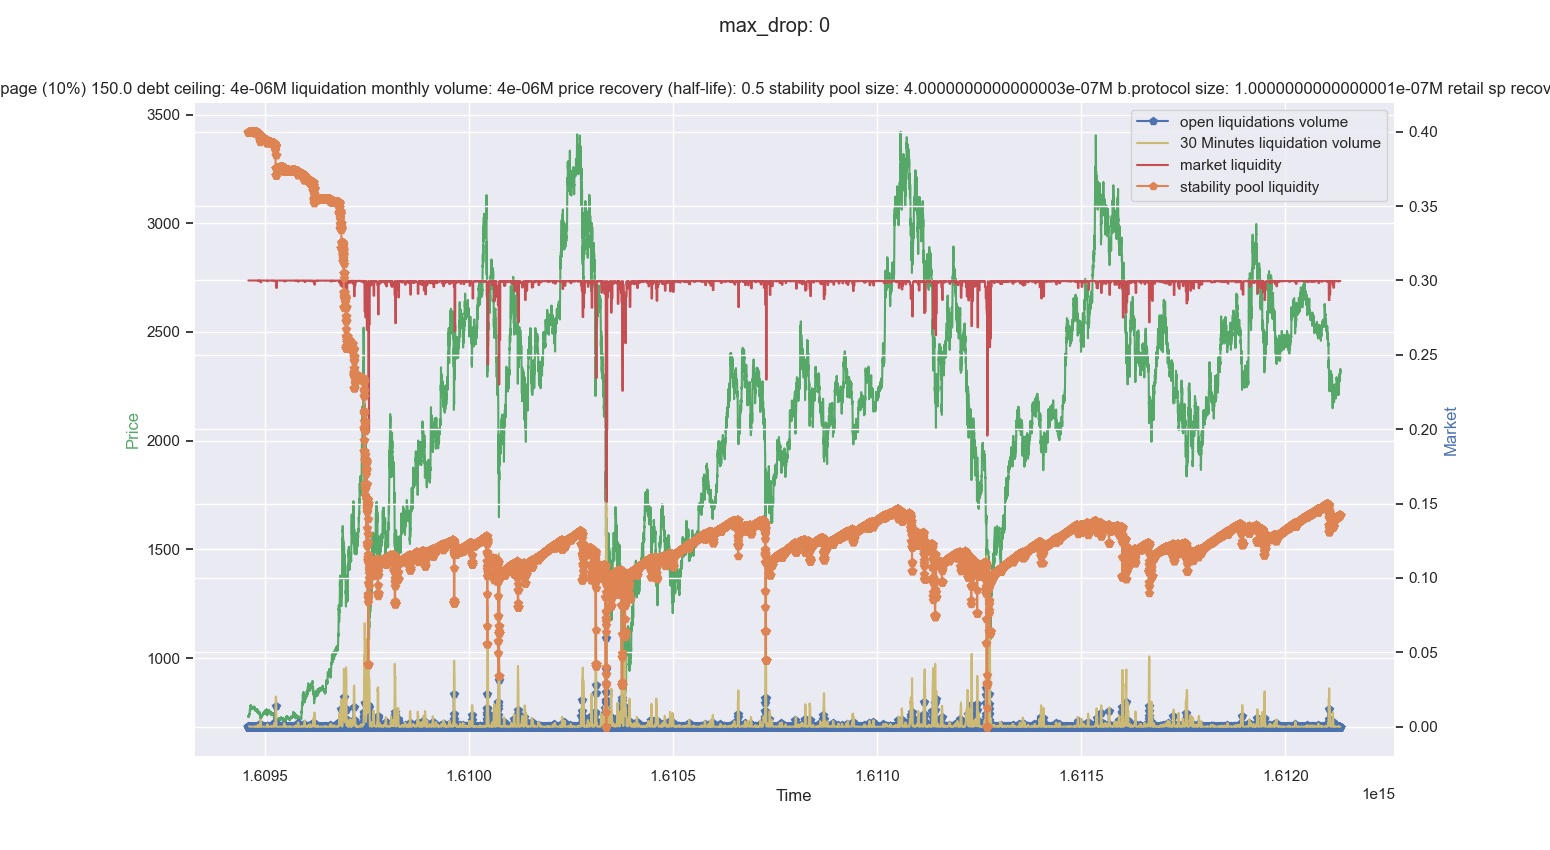 max_drop: 0
page (10%) 150.0 debt ceiling: 4e-06M liquidation monthly volume: 4e-06M price recovery (half-life): 0.5 stability pool size: 4.0000000000000003e-07M b.protocol size: 1.0000000000000001e-07M retail sp recov
3500
3000
2500
2000
1500
1000
Price
open liquidations volume
30 Minutes liquidation volume
market liquidity
stability pool liquidity
0.40
0.35
0.30
0.25
0.20
0.15
0.10
0.05
0.00
Market
1.6095 1.6100 1.6105 1.6110 1.6115 1.6120
Time
1e15